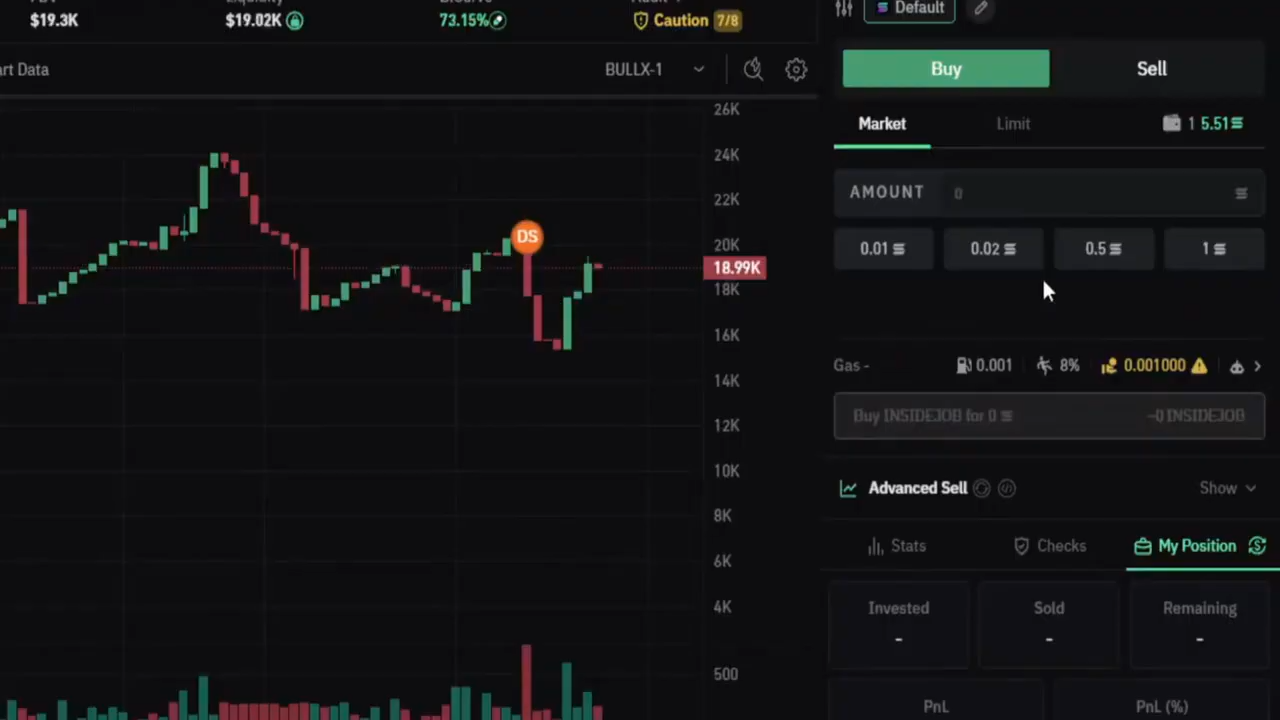 Default
$19.3K $19.02K 73.15% Caution 7/8
Buy Sell
rt Data BULLX-1
Market Limit 1 5.51
26K
24K
22K
20K
18.99K
18K
16K
14K
12K
10K
8K
6K
4K
500
DS
AMOUNT 0
0.01 0.02 0.5 1
Gas - 0.001 8% 0.001000
Buy INSIDEJOB for 0 ~0 INSIDEJOB
Advanced Sell Show
Stats Checks My Position
Invested Sold Remaining
- - -
PnL PnL (%)